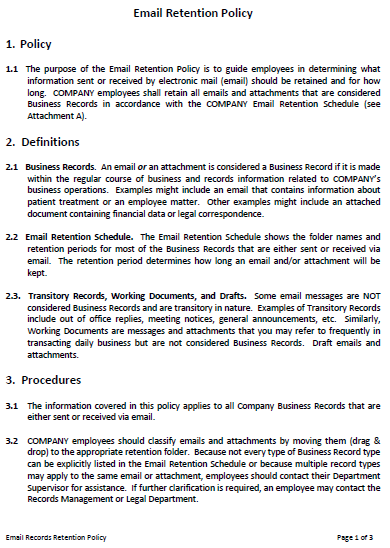 Email Retention Policy
1. Policy
1.1 The purpose of the Email Retention Policy is to guide employees in determining what
information sent or received by electronic mail (email) should be retained and for how
long. COMPANY employees shall retain all emails and attachments that are considered
Business Records in accordance with the COMPANY Email Retention Schedule (see
Attachment A).
2. Definitions
2.1 Business Records. An email or an attachment is considered a Business Record if it is made
within the regular course of business and records information related to COMPANY's
business operations. Examples might include an email that contains information about
patient treatment or an employee matter. Other examples might include an attached
document containing financial data or legal correspondence.
2.2 Email Retention Schedule. The Email Retention Schedule shows the folder names and
retention periods for most of the Business Records that are either sent or received via
email. The retention period determines how long an email and/or attachment will be
kept.
2.3. Transitory Records, Working Documents, and Drafts. Some email messages are NOT
considered Business Records and are transitory in nature. Examples of Transitory Records
include out of office replies, meeting notices, general announcements, etc. Similarly,
Working Documents are messages and attachments that you may refer to frequently in
transacting daily business but are not considered Business Records. Draft emails and
attachments.
3. Procedures
3.1 The information covered in this policy applies to all Company Business Records that are
either sent or received via email.
3.2 COMPANY employees should classify emails and attachments by moving them (drag &
drop) to the appropriate retention folder. Because not every type of Business Record type
can be explicitly listed in the Email Retention Schedule or because multiple record types
may apply to the same email or attachment, employees should contact their Department
Supervisor for assistance. If further clarification is required, an employee may contact the
Records Management or Legal Department.
Email Records Retention Policy Page 1 of 3